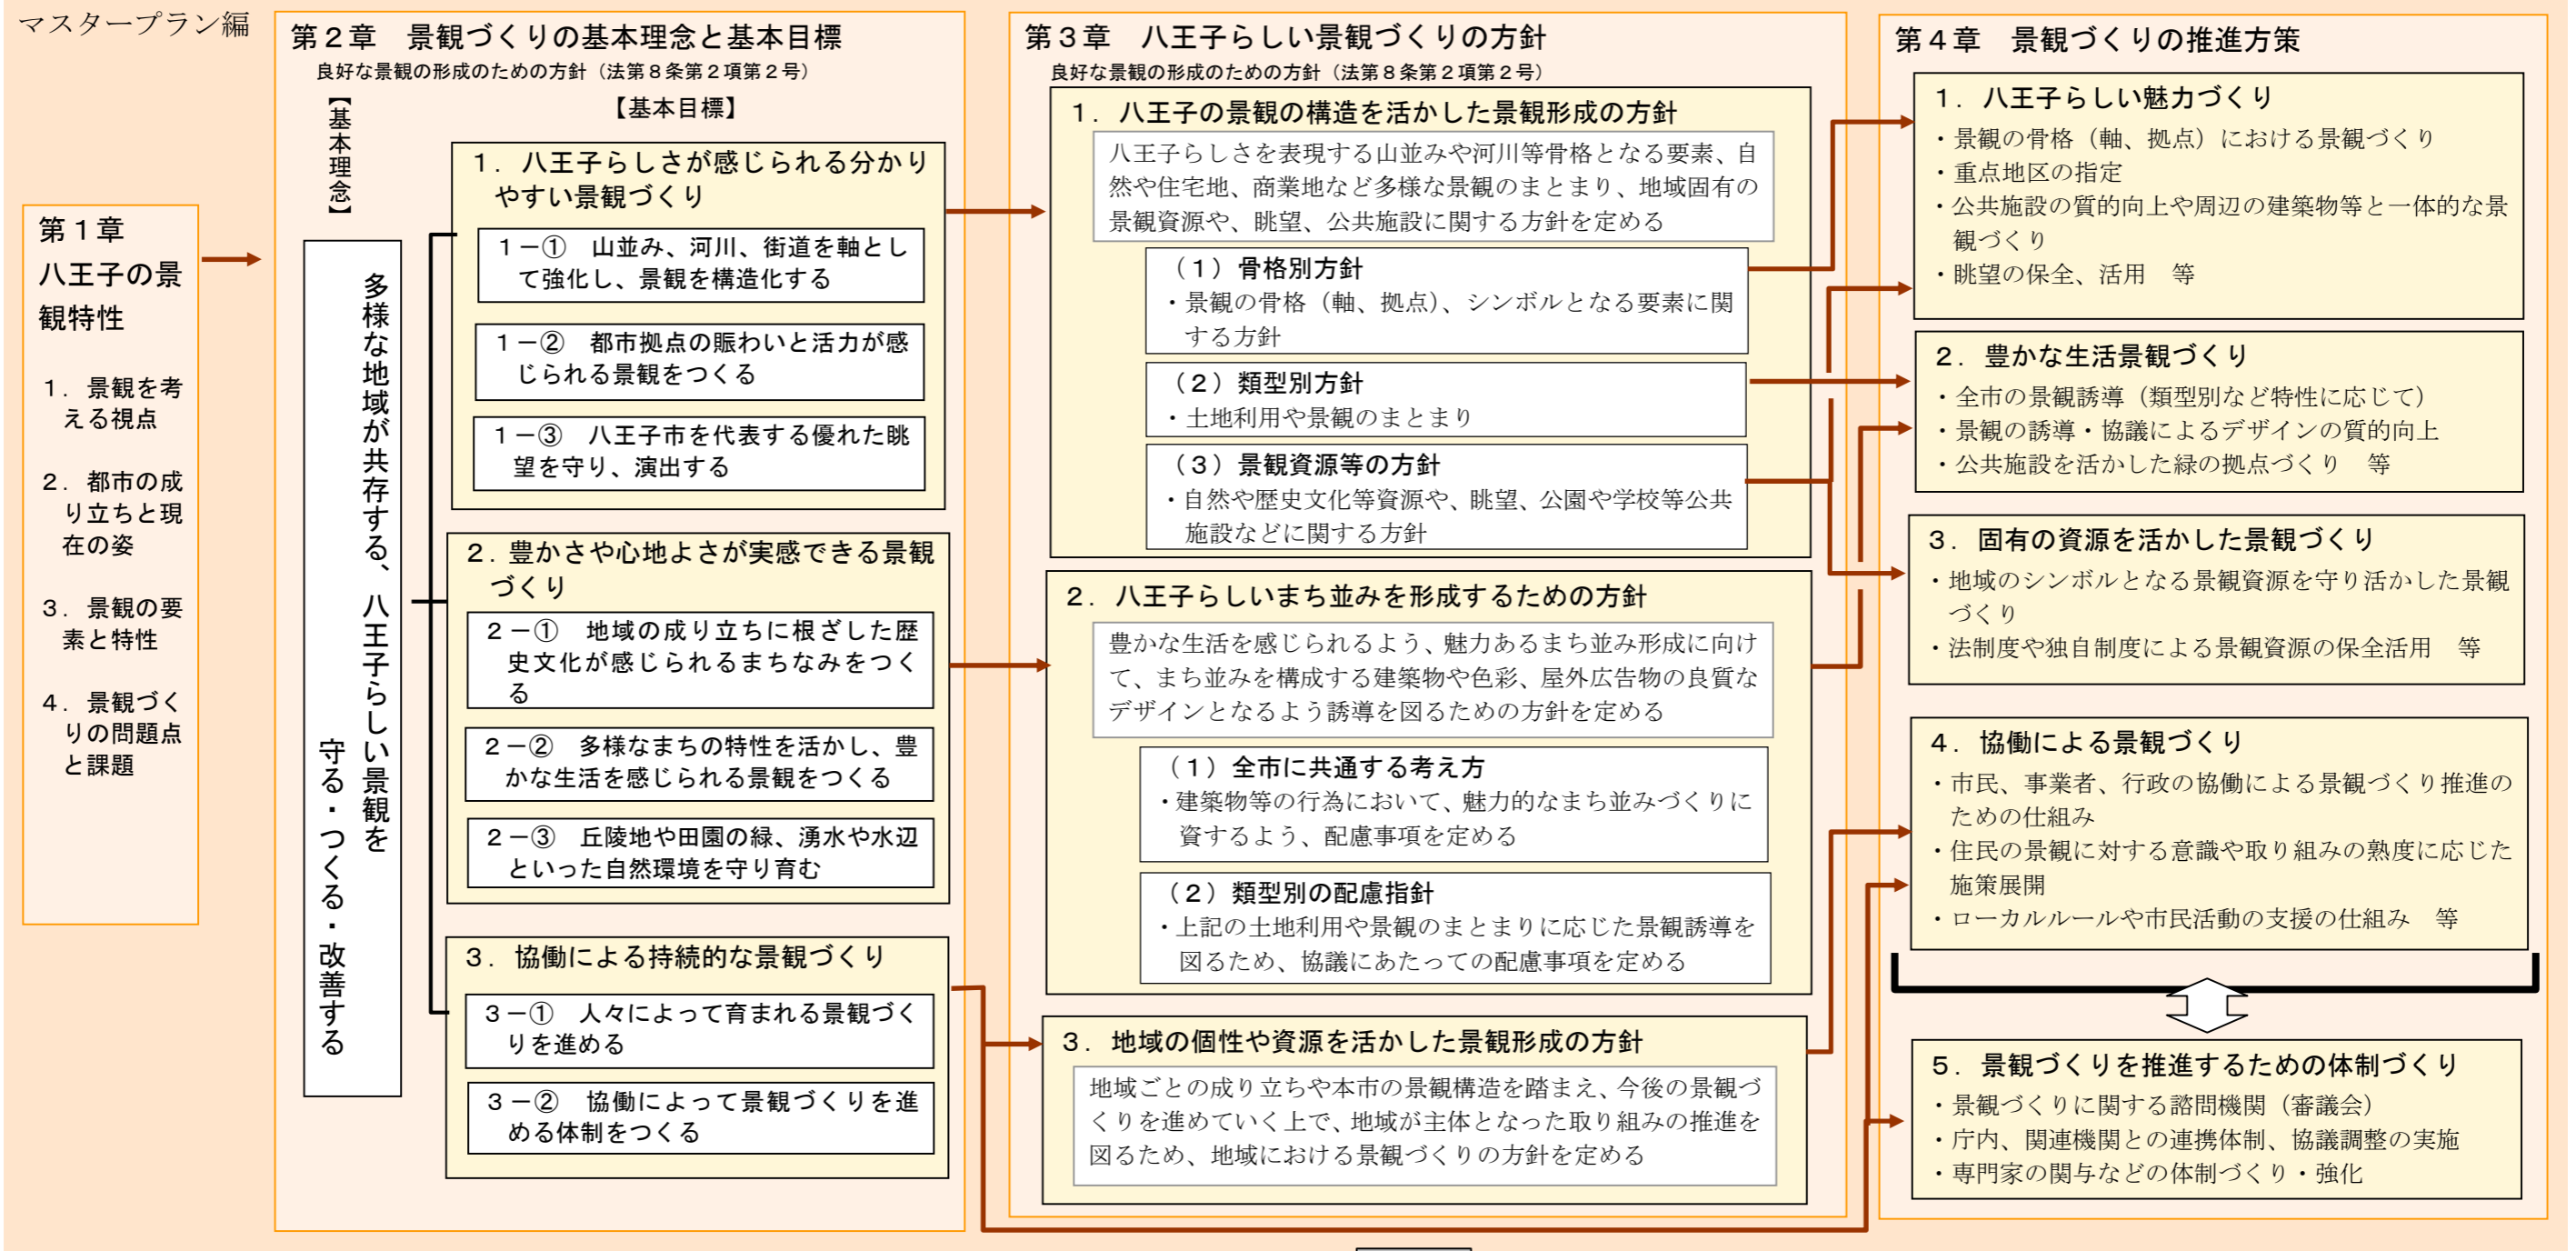 マスタープラン編
第１章
八王子の景
観特性
１．景観を考
える視点
２．都市の成
り立ちと現
在の姿
３．景観の要
素と特性
４．景観づく
りの問題点
と課題
第２章　景観づくりの基本理念と基本目標
良好な景観の形成のための方針（法第８条第２項第２号）
【基本理念】
多様な地域が共存する、八王子らしい景観を
守る・つくる・改善する
【基本目標】
１．八王子らしさが感じられる分かり
やすい景観づくり
１－①　山並み、河川、街道を軸とし
て強化し、景観を構造化する
１－②　都市拠点の賑わいと活力が感
じられる景観をつくる
１－③　八王子市を代表する優れた眺
望を守り、演出する
２．豊かさや心地よさが実感できる景観
づくり
２－①　地域の成り立ちに根ざした歴
史文化が感じられるまちなみをつく
る
２－②　多様なまちの特性を活かし、豊
かな生活を感じられる景観をつくる
２－③　丘陵地や田園の緑、湧水や水辺
といった自然環境を守り育む
３．協働による持続的な景観づくり
３－①　人々によって育まれる景観づく
りを進める
３－②　協働によって景観づくりを進
める体制をつくる
第３章　八王子らしい景観づくりの方針
良好な景観の形成のための方針（法第８条第２項第２号）
１．八王子の景観の構造を活かした景観形成の方針
八王子らしさを表現する山並みや河川等骨格となる要素、自
然や住宅地、商業地など多様な景観のまとまり、地域固有の
景観資源や、眺望、公共施設に関する方針を定める
（１）骨格別方針
・景観の骨格（軸、拠点）、シンボルとなる要素に関
する方針
（２）類型別方針
・土地利用や景観のまとまり
（３）景観資源等の方針
・自然や歴史文化等資源や、眺望、公園や学校等公共
施設などに関する方針
２．八王子らしいまち並みを形成するための方針
豊かな生活を感じられるよう、魅力あるまち並み形成に向け
て、まち並みを構成する建築物や色彩、屋外広告物の良質な
デザインとなるよう誘導を図るための方針を定める
（１）全市に共通する考え方
・建築物等の行為において、魅力的なまち並みづくりに
資するよう、配慮事項を定める
（２）類型別の配慮指針
・上記の土地利用や景観のまとまりに応じた景観誘導を
図るため、協議にあたっての配慮事項を定める
３．地域の個性や資源を活かした景観形成の方針
地域ごとの成り立ちや本市の景観構造を踏まえ、今後の景観づ
くりを進めていく上で、地域が主体となった取り組みの推進を
図るため、地域における景観づくりの方針を定める
第４章　景観づくりの推進方策
１．八王子らしい魅力づくり
・景観の骨格（軸、拠点）における景観づくり
・重点地区の指定
・公共施設の質的向上や周辺の建築物等と一体的な景
観づくり
・眺望の保全、活用　等
２．豊かな生活景観づくり
・全市の景観誘導（類型別など特性に応じて）
・景観の誘導・協議によるデザインの質的向上
・公共施設を活かした緑の拠点づくり　等
３．固有の資源を活かした景観づくり
・地域のシンボルとなる景観資源を守り活かした景観
づくり
・法制度や独自制度による景観資源の保全活用　等
４．協働による景観づくり
・市民、事業者、行政の協働による景観づくり推進の
ための仕組み
・住民の景観に対する意識や取り組みの熟度に応じた
施策展開
・ローカルルールや市民活動の支援の仕組み　等
５．景観づくりを推進するための体制づくり
・景観づくりに関する諮問機関（審議会）
・庁内、関連機関との連携体制、協議調整の実施
・専門家の関与などの体制づくり・強化